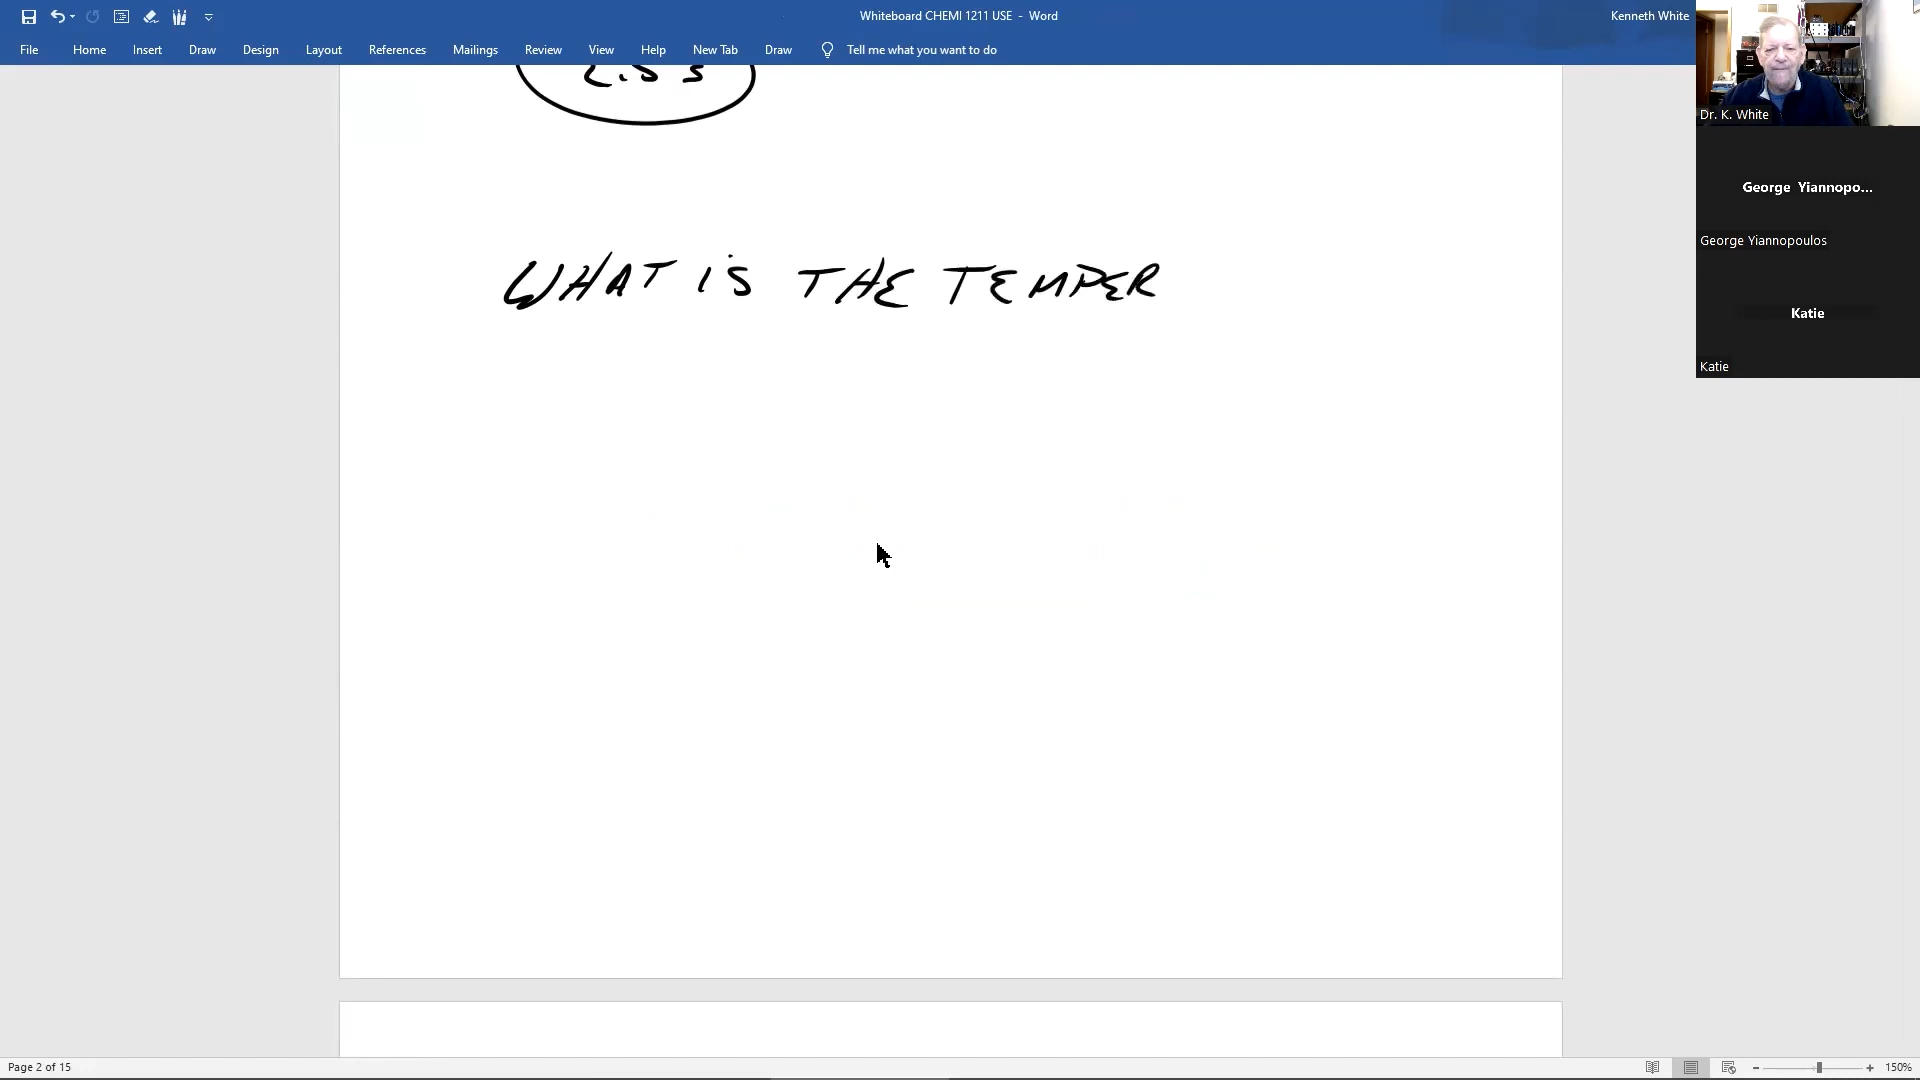 Whiteboard CHEMI 1211 USE - Word
Kenneth White
File Home Insert Draw Design Layout References Mailings Review View Help New Tab Draw Tell me what you want to do
Dr. K. White
George Yiannopo...
George Yiannopoulos
Katie
Katie
WHAT IS THE TEMPER
Page 2 of 15
150%